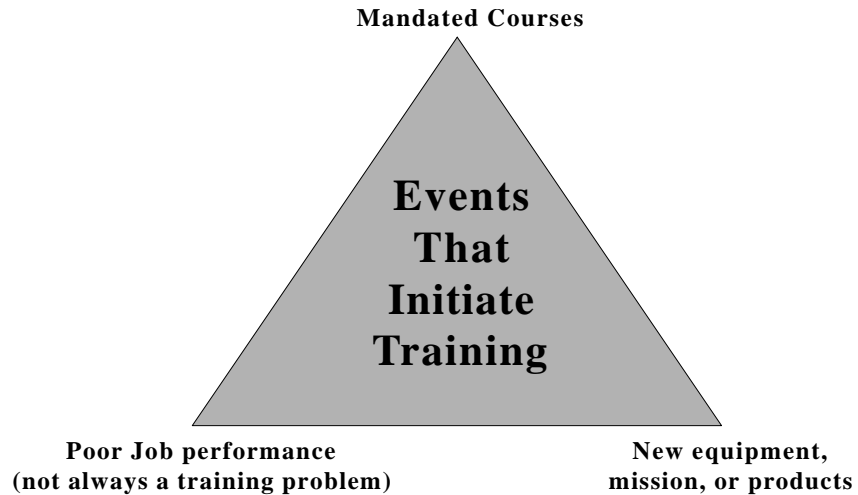 Mandated Courses
Events
That
Initiate
Training
Poor Job performance
(not always a training problem)
New equipment,
mission, or products